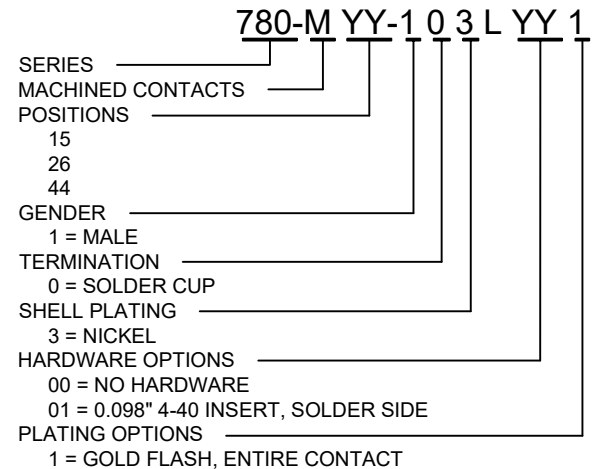 780-M YY-1 0 3 L YY 1
SERIES
MACHINED CONTACTS
POSITIONS
15
26
44
GENDER
1 = MALE
TERMINATION
0 = SOLDER CUP
SHELL PLATING
3 = NICKEL
HARDWARE OPTIONS
00 = NO HARDWARE
01 = 0.098" 4-40 INSERT, SOLDER SIDE
PLATING OPTIONS
1 = GOLD FLASH, ENTIRE CONTACT